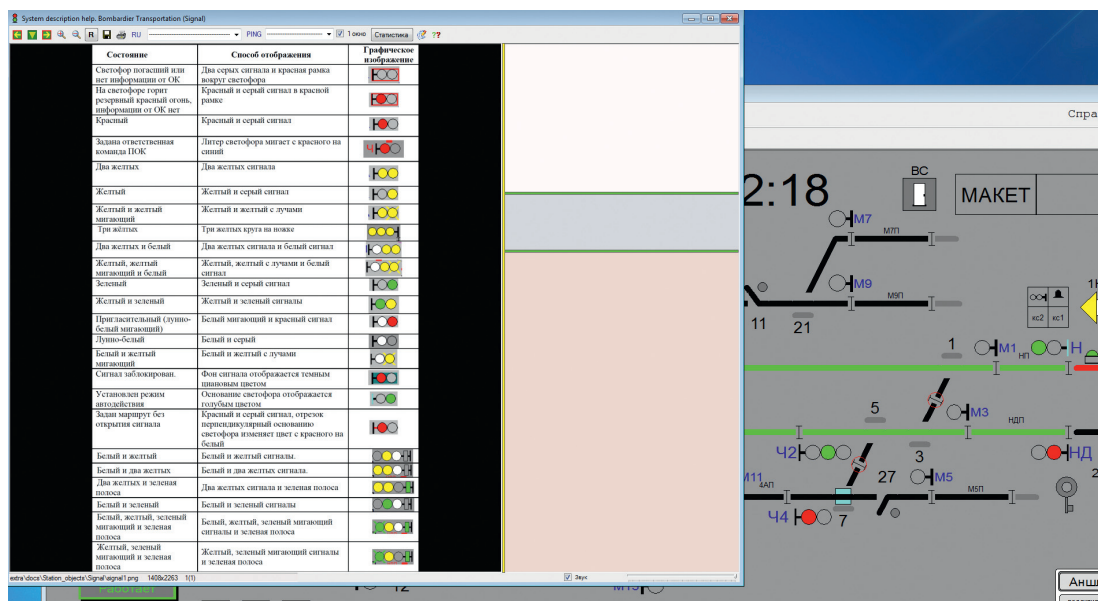 System description help. Bombardier Transportation (Signal)
R RU PING 1 окно Статистика ??
Состояние Способ отображения Графическое
изображение
Светофор погасший или
нет информации от ОК
Два серых сигнала и красная рамка
вокруг светофора
На светофоре горит
резервный красный огонь,
информации от ОК нет
Красный и серый сигнал в красной
рамке
Красный
Красный и серый сигнал
Задана ответственная
команда ПОК
Литер светофора мигает с красного на
синий
Ч
Два желтых
Два желтых сигнала
Желтый
Желтый и серый сигнал
Желтый и желтый
мигающий
Желтый и желтый с лучами
Три жёлтых
Три желтых круга на ножке
Два желтых и белый
Два желтых сигнала и белый сигнал
Желтый, желтый
мигающий и белый
Желтый, желтый с лучами и белый
сигнал
Зеленый
Зеленый и серый сигнал
Желтый и зеленый
Желтый и зеленый сигналы
Пригласительный (лунно-
белый мигающий)
Белый мигающий и красный сигнал
Лунно-белый
Белый и серый
Белый и желтый
мигающий
Белый и желтый с лучами
Сигнал заблокирован.
Фон сигнала отображается темным
циановым цветом
Установлен режим
автодействия
Основание светофора отображается
голубым цветом
Задан маршрут без
открытия сигнала
Красный и серый сигнал, отрезок
перпендикулярный основанию
светофора изменяет цвет с красного на
белый
Белый и желтый
Белый и желтый сигналы.
Белый и два желтых
Белый и два желтых сигнала.
Два желтых и зеленая
полоса
Два желтых сигнала и зеленая полоса
Белый и зеленый
Белый и зеленый сигналы
Белый, желтый, зеленый
мигающий и зеленая
полоса
Белый, желтый, зеленый мигающий
сигналы и зеленая полоса
Желтый, зеленый
мигающий и зеленая
полоса
Желтый, зеленый мигающий сигналы
и зеленая полоса
extra\docs\Station_objects\Signal\signal1.png 1408x2263 1(1)
Звук
Спра
2:18
ВС
МАКЕТ
М7
М7П
М9
М9П
11
21
кс2 кс1
1
М1
НП
Н
5
М3
НДП
Ч2
3
НД
М11
4АП
27
М5
М5П
Ч4
7
2
Работает
12
Анш